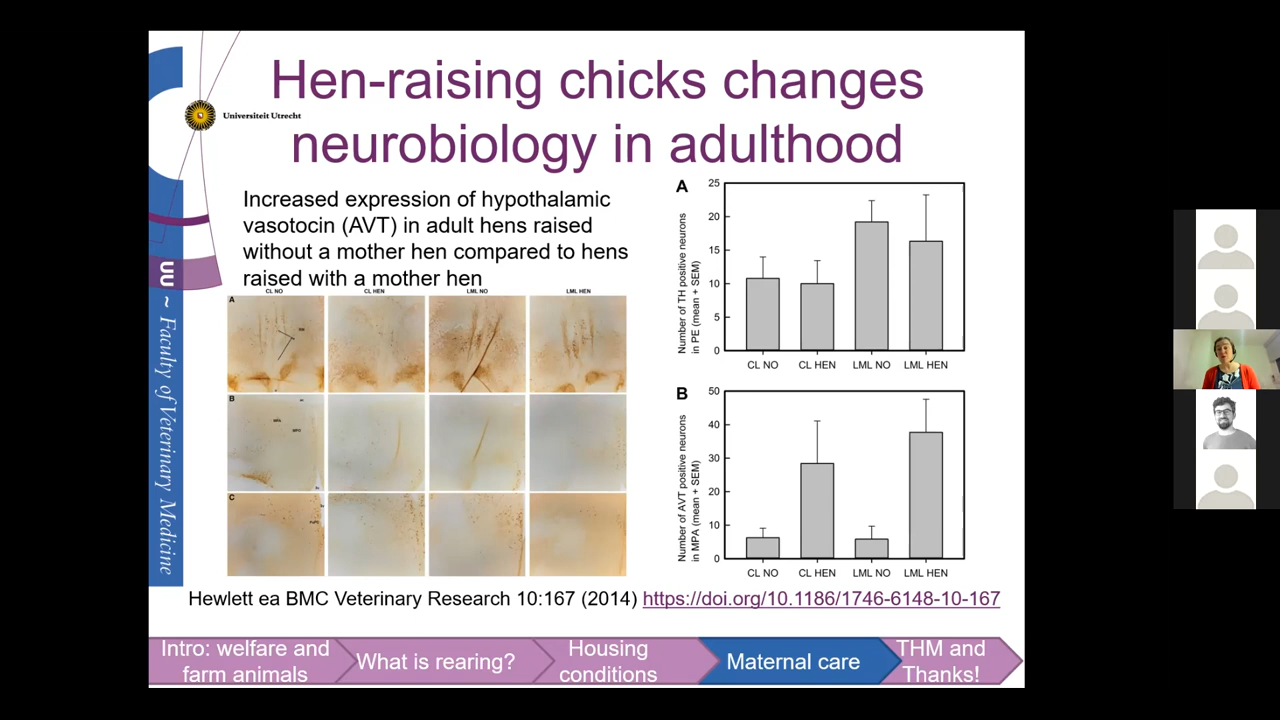 Hen-raising chicks changes
neurobiology in adulthood
Universiteit Utrecht
Increased expression of hypothalamic
vasotocin (AVT) in adult hens raised
without a mother hen compared to hens
raised with a mother hen
CL NO
CL HEN
LML NO
LML HEN
A
B
C
A
25
20
15
10
5
0
Number of TH positive neurons
in PE (mean + SEM)
CL NO
CL HEN
LML NO
LML HEN
B
50
40
30
20
10
0
Number of AVT positive neurons
in MPA (mean + SEM)
CL NO
CL HEN
LML NO
LML HEN
UU ~ Faculty of Veterinary Medicine
Hewlett ea BMC Veterinary Research 10:167 (2014) https://doi.org/10.1186/1746-6148-10-167
Intro: welfare and
farm animals
What is rearing?
Housing
conditions
Maternal care
THM and
Thanks!